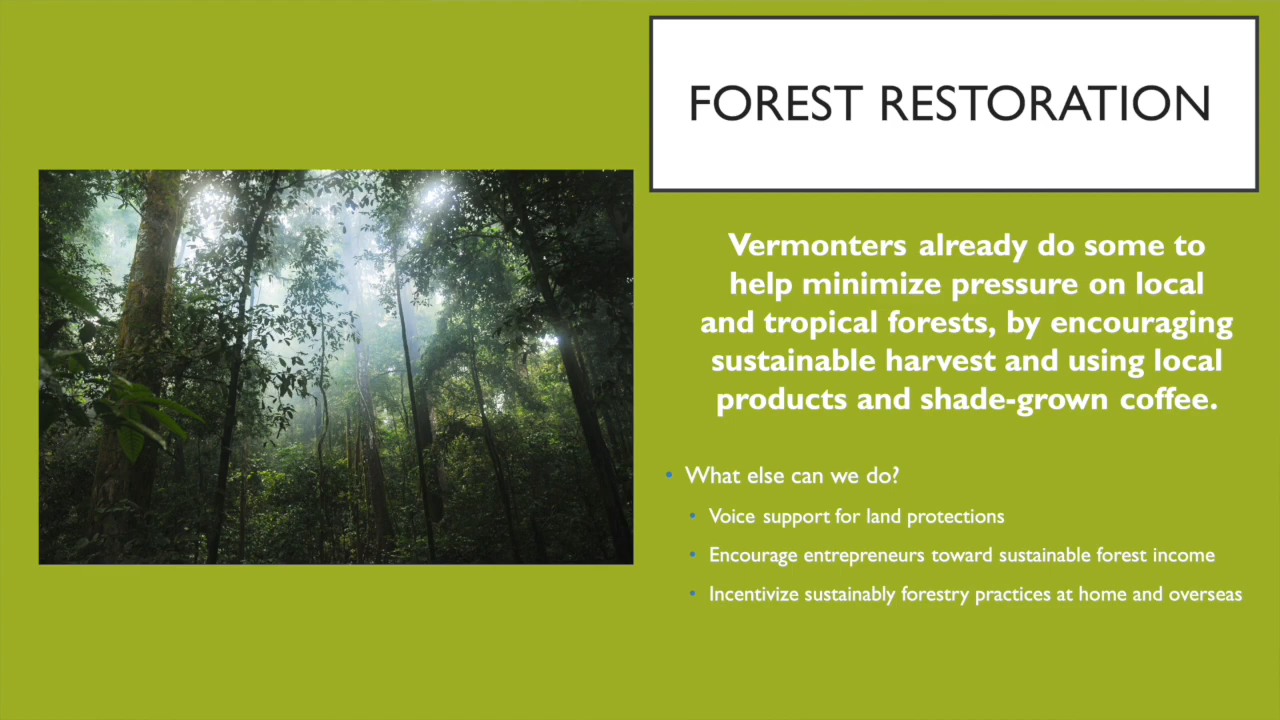 FOREST RESTORATION
Vermonters already do some to
help minimize pressure on local
and tropical forests, by encouraging
sustainable harvest and using local
products and shade-grown coffee.
• What else can we do?
• Voice support for land protections
• Encourage entrepreneurs toward sustainable forest income
• Incentivize sustainably forestry practices at home and overseas